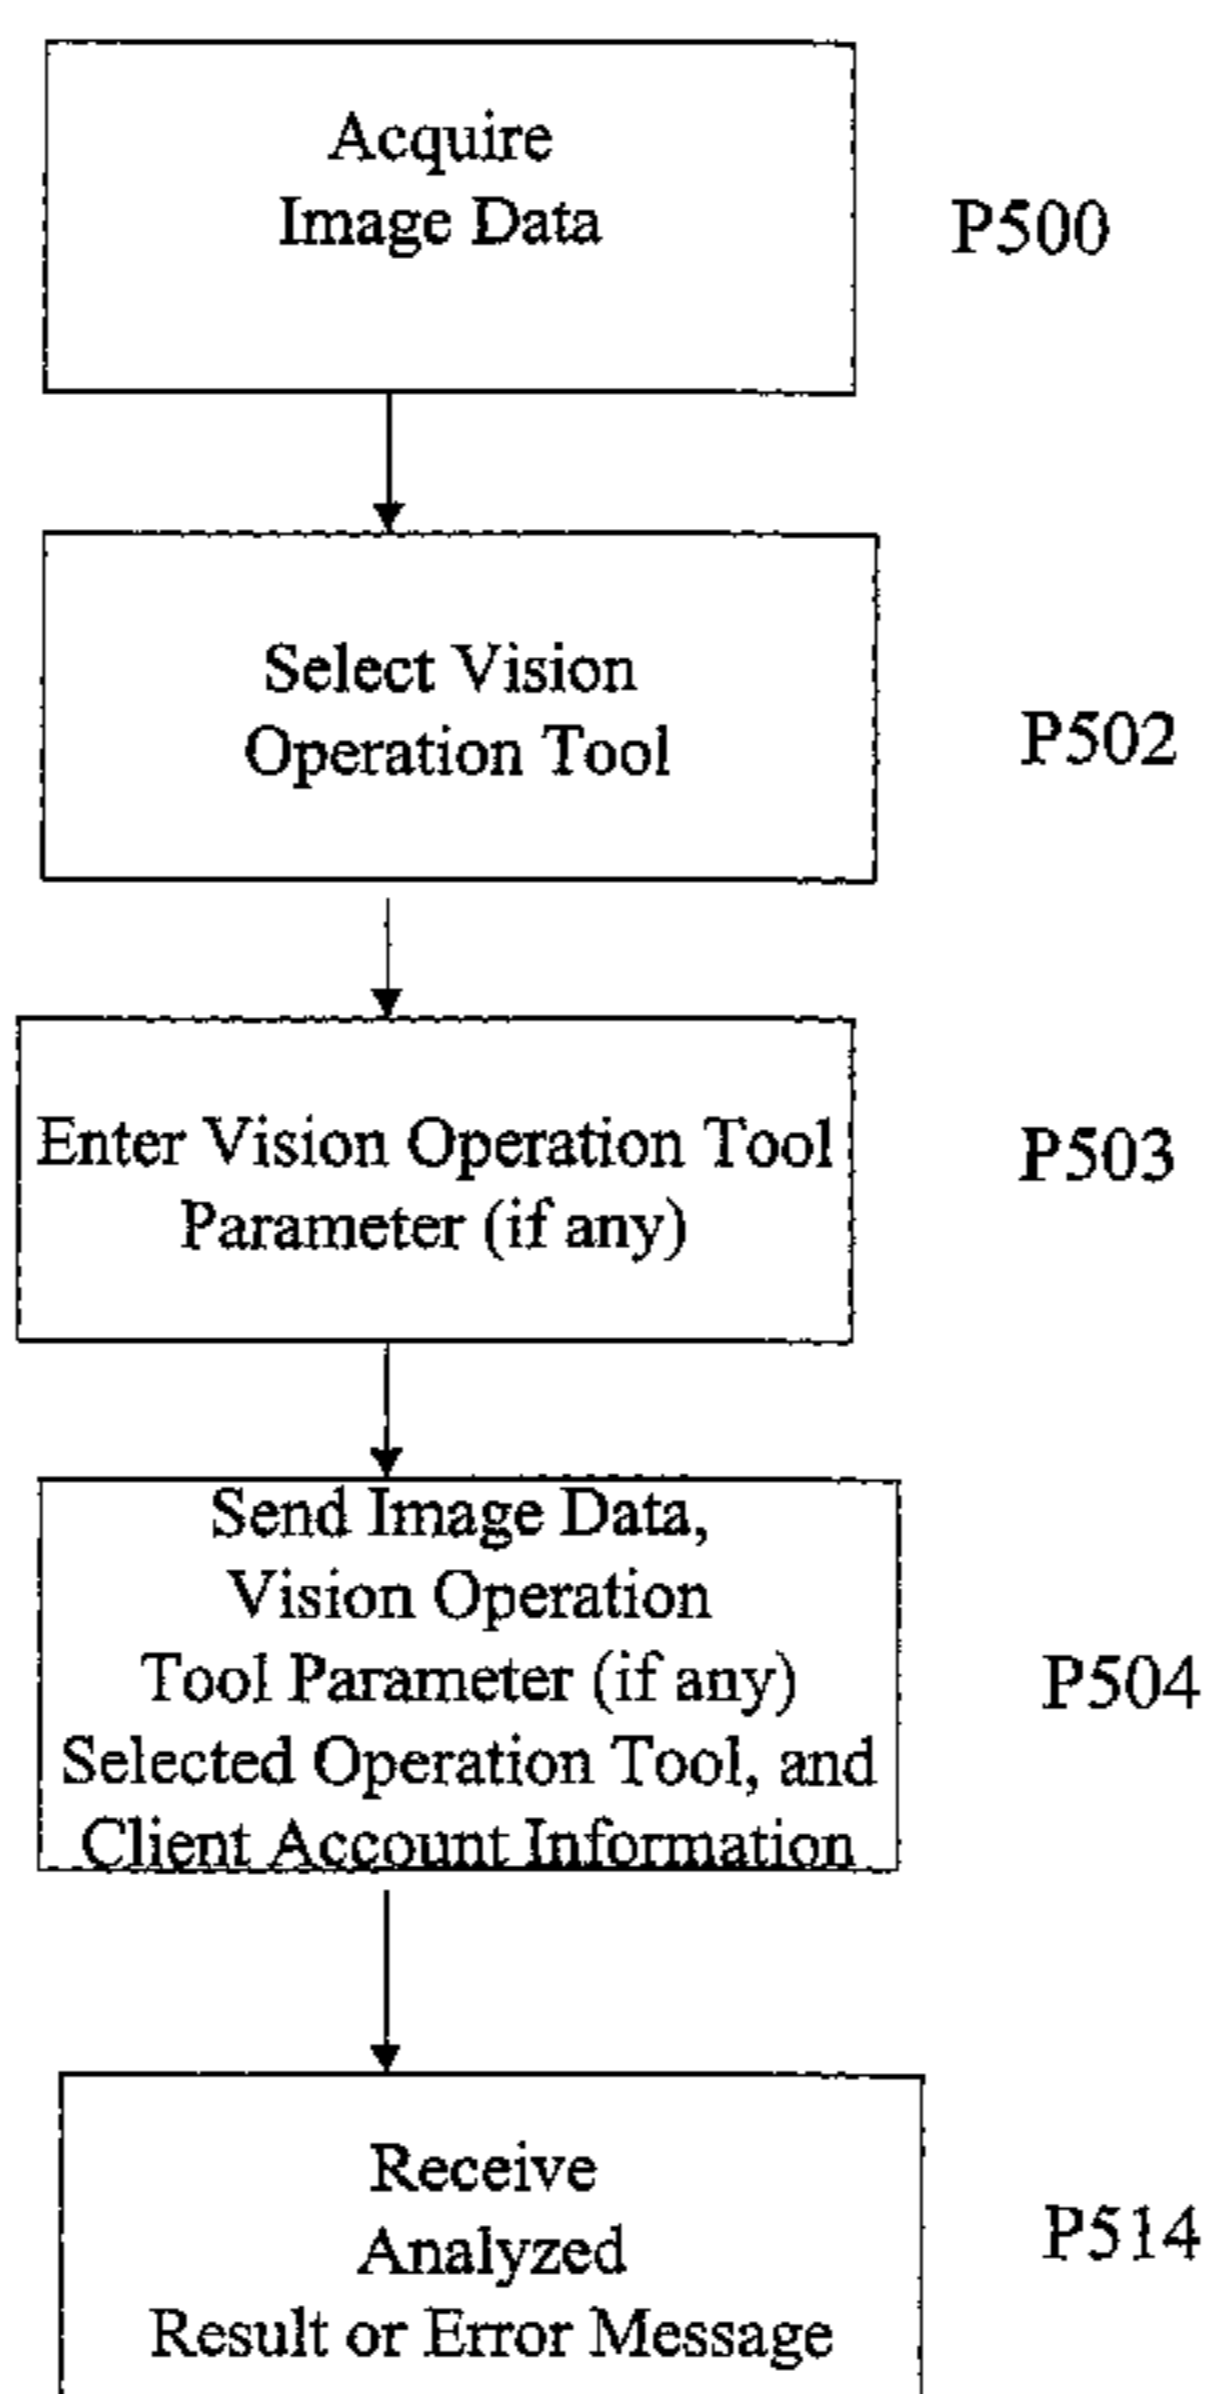 Acquire
Image Data
P500
Select Vision
Operation Tool
P502
Enter Vision Operation Tool
Parameter (if any)
P503
Send Image Data,
Vision Operation
Tool Parameter (if any)
Selected Operation Tool, and
Client Account Information
P504
Receive
Analyzed
Result or Error Message
P514